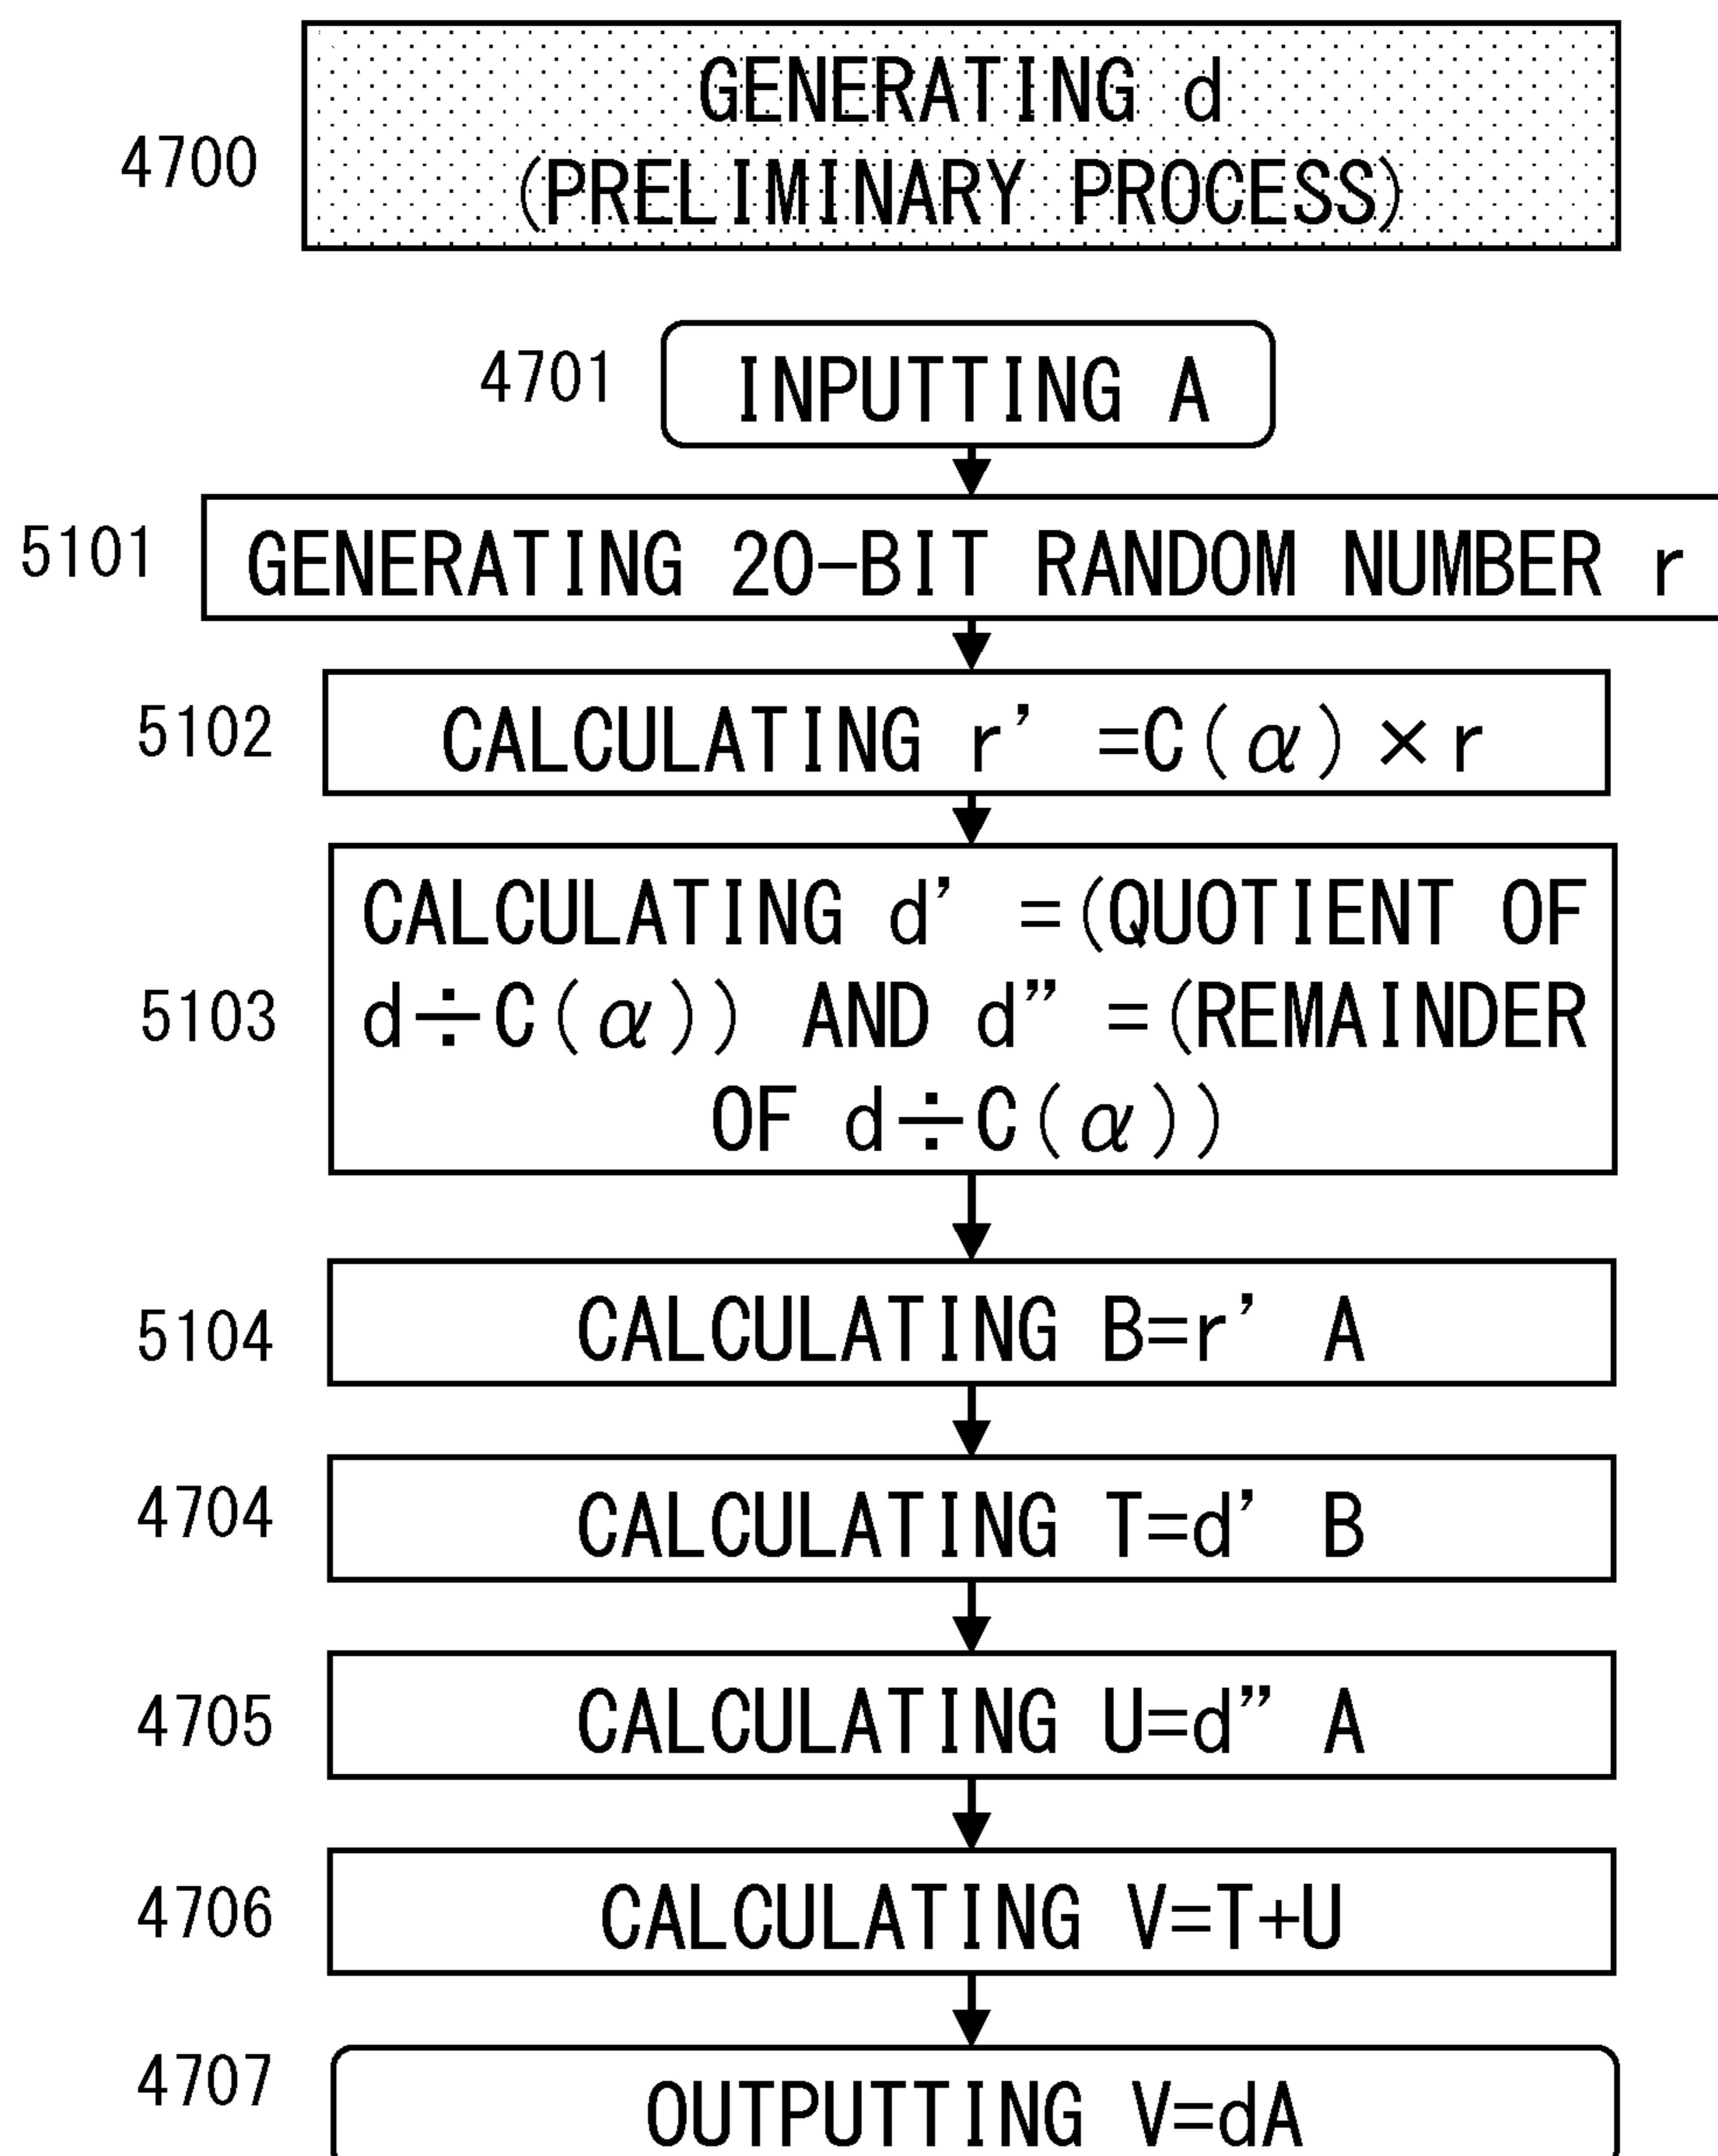 GENERATING d
4700
(PRELIMINARY PROCESS)
4701
INPUTTING A
5101
GENERATING 20-BIT RANDOM NUMBER r
5102
CALCULATING r' =C(α)×r
CALCULATING d' =(QUOTIENT OF
5103
d÷C(α)) AND d” =(REMAINDER
OF d÷C(α))
5104
CALCULATING B=r' A
4704
CALCULATING T=d' B
4705
CALCULATING U=d” A
4706
CALCULATING V=T+U
4707
OUTPUTTING V=dA